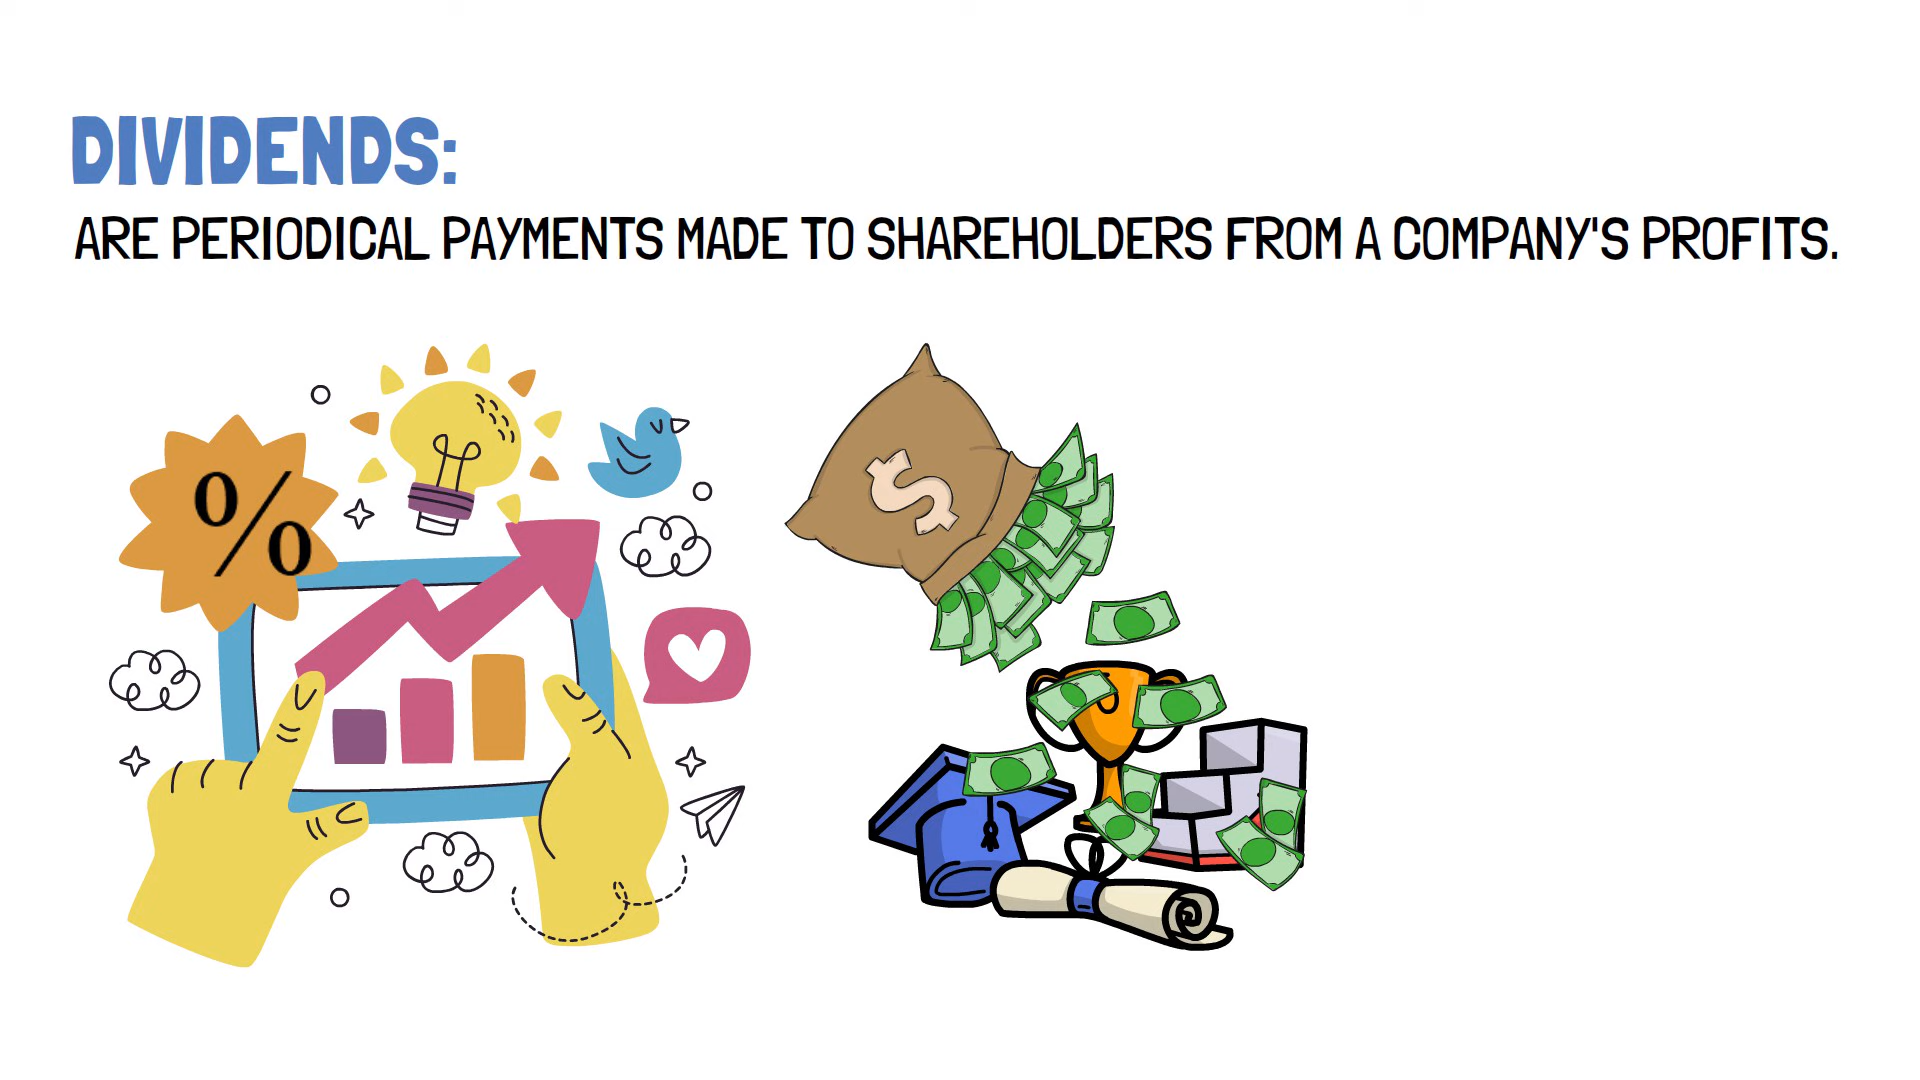 DIVIDENDS:
ARE PERIODICAL PAYMENTS MADE TO SHAREHOLDERS FROM A COMPANY'S PROFITS.
%
$